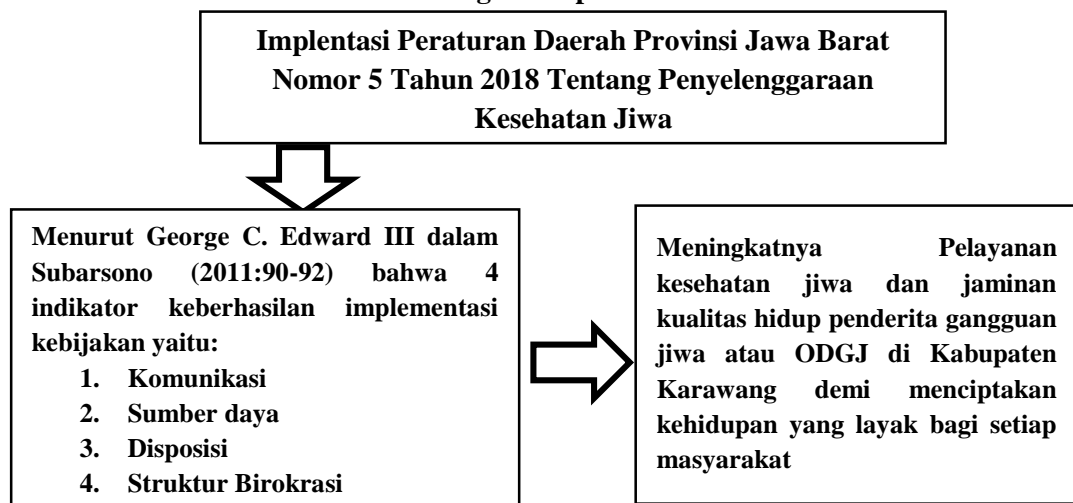 Implentasi Peraturan Daerah Provinsi Jawa Barat
Nomor 5 Tahun 2018 Tentang Penyelenggaraan
Kesehatan Jiwa
Menurut George C. Edward III dalam
Subarsono (2011:90-92) bahwa 4
indikator keberhasilan implementasi
kebijakan yaitu:
1. Komunikasi
2. Sumber daya
3. Disposisi
4. Struktur Birokrasi
Meningkatnya Pelayanan
kesehatan jiwa dan jaminan
kualitas hidup penderita gangguan
jiwa atau ODGJ di Kabupaten
Karawang demi menciptakan
kehidupan yang layak bagi setiap
masyarakat